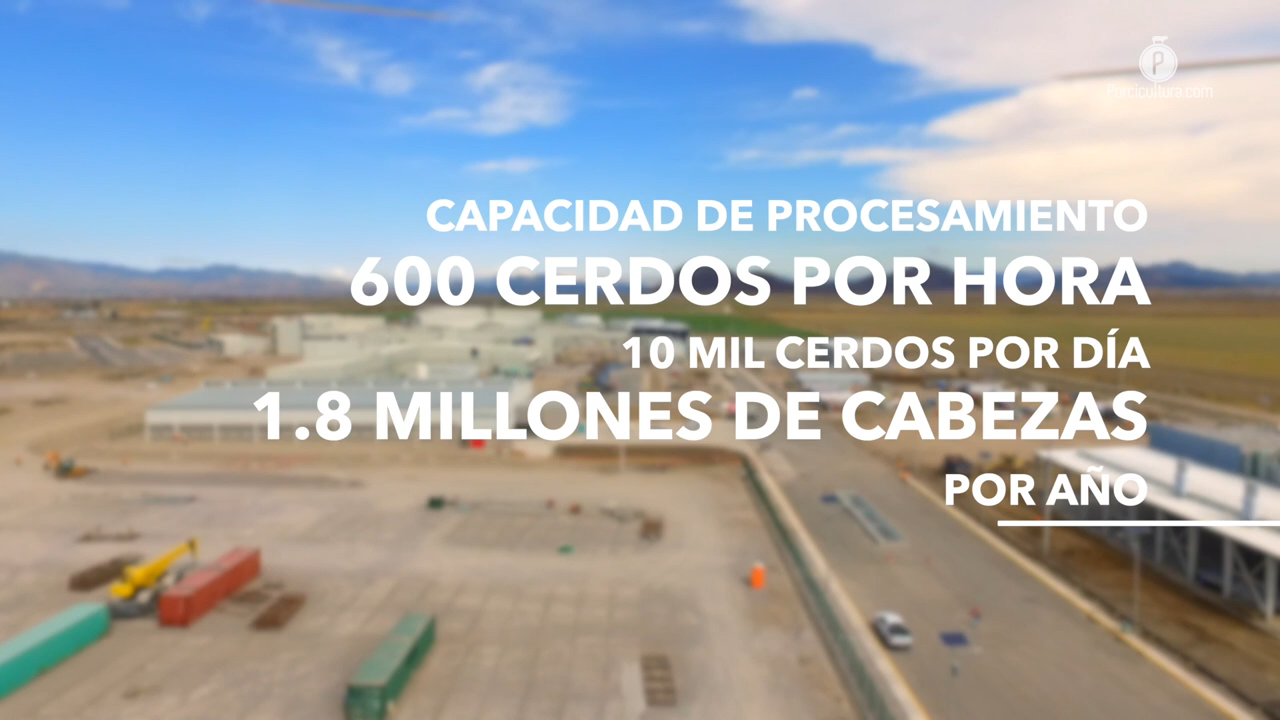 P
Porcicultura.com
CAPACIDAD DE PROCESAMIENTO
600 CERDOS POR HORA
10 MIL CERDOS POR DÍA
1.8 MILLONES DE CABEZAS
POR AÑO